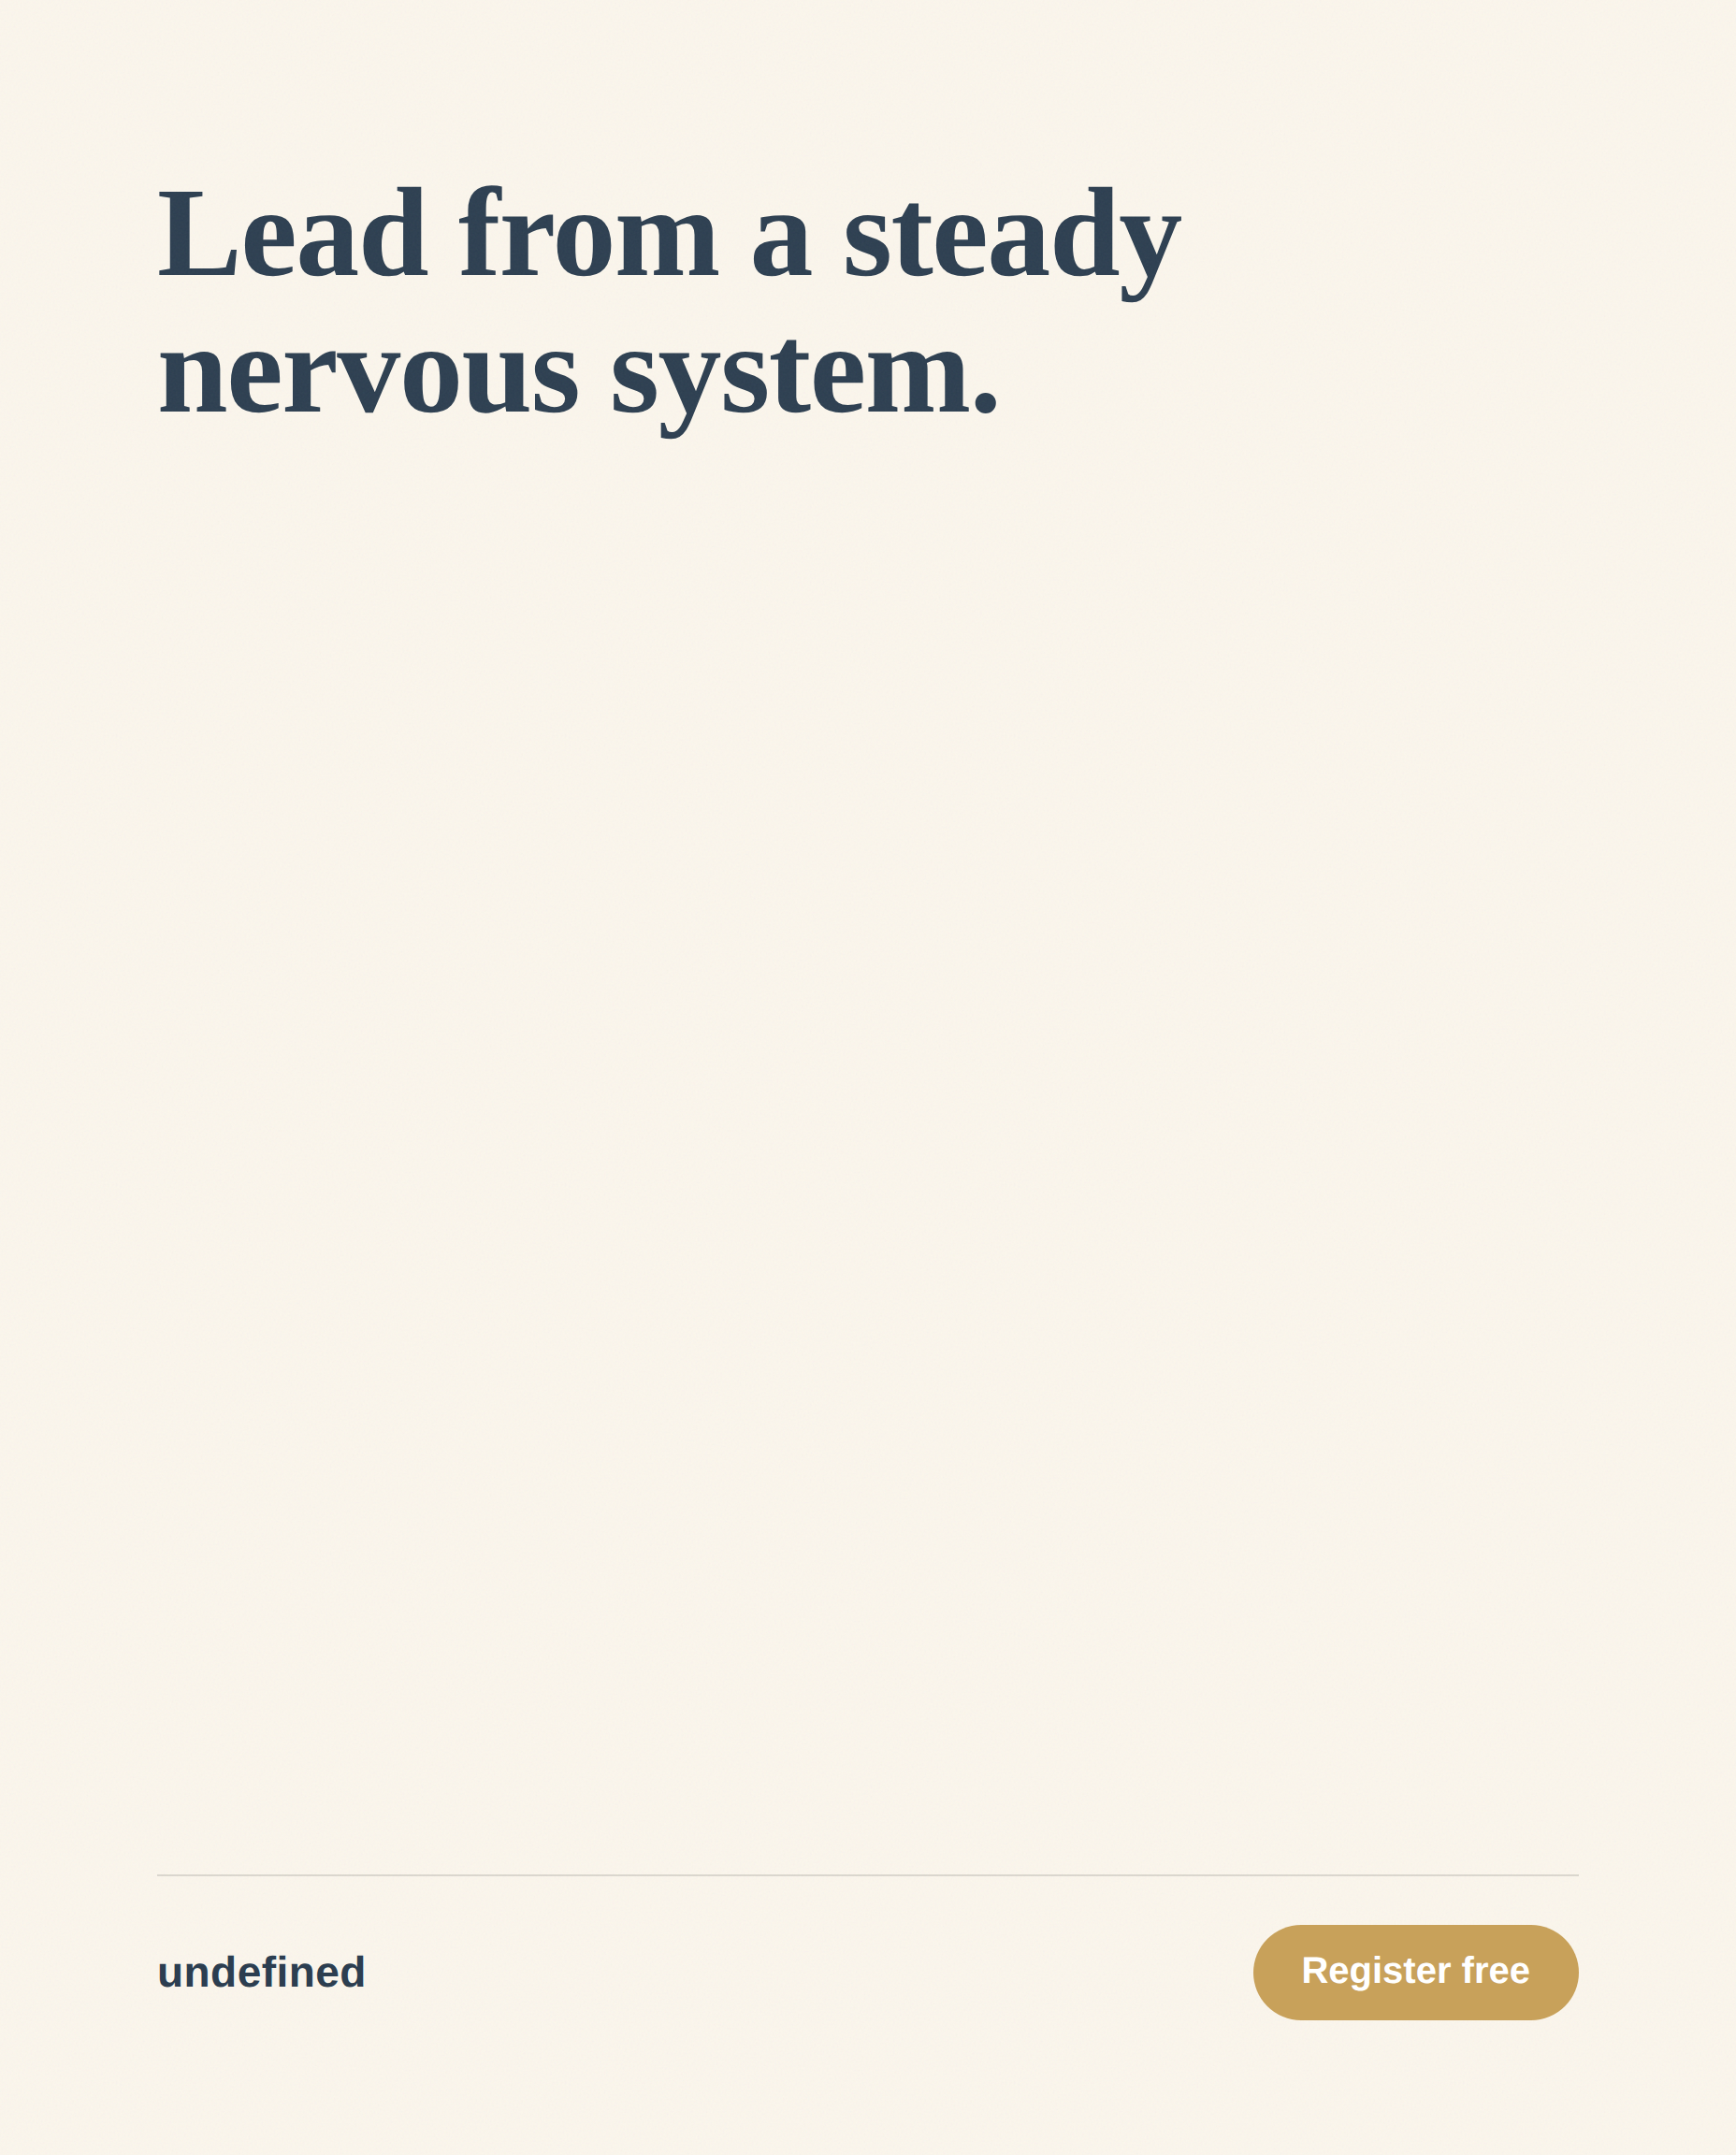 Lead from a steady
nervous system.
undefined
Register free